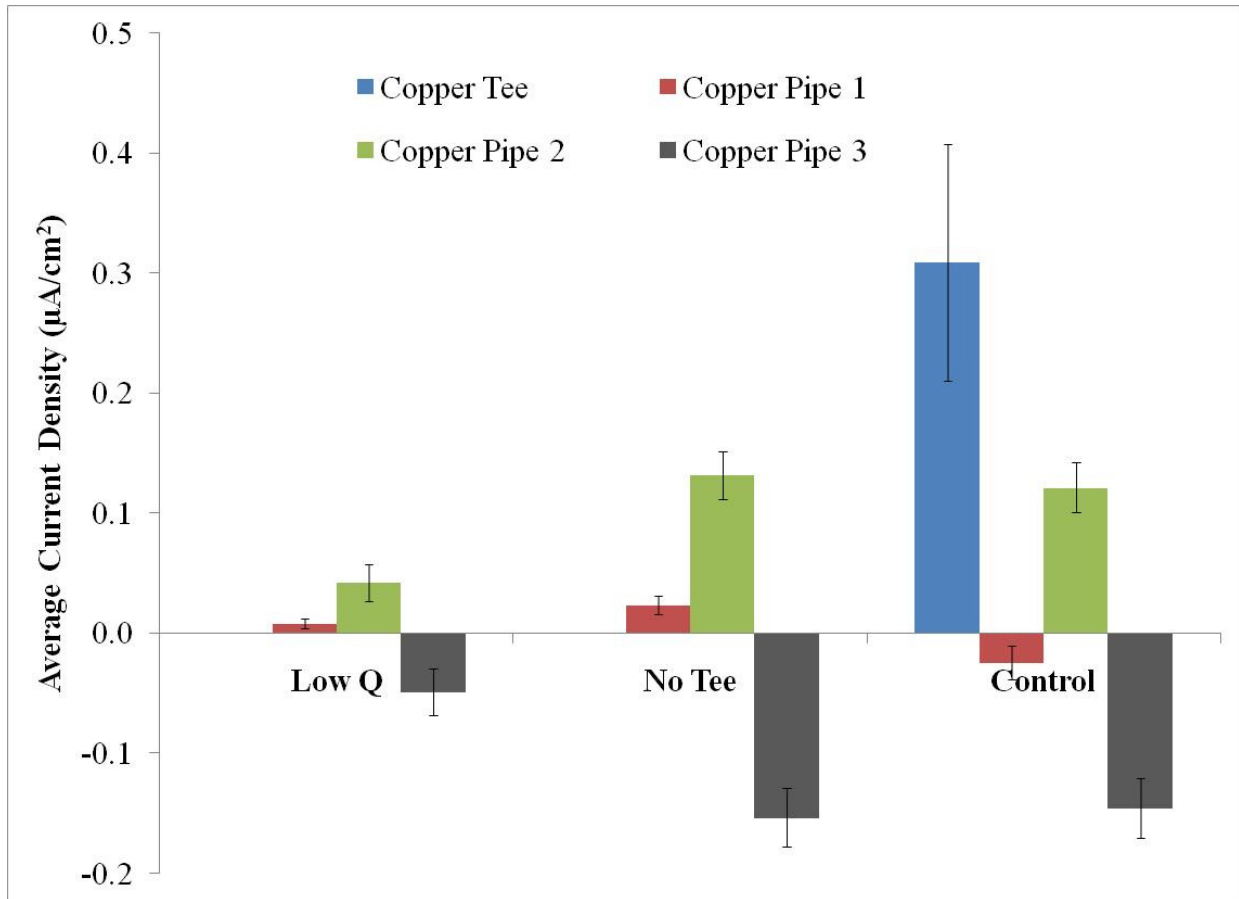 Average Current Density (µA/cm²)
0.5
0.4
0.3
0.2
0.1
0.0
-0.1
-0.2
Copper Tee
Copper Pipe 1
Copper Pipe 2
Copper Pipe 3
Low Q
No Tee
Control